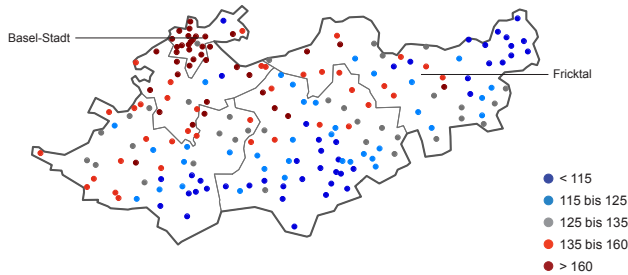 Basel-Stadt
Fricktal
< 115
115 bis 125
125 bis 135
135 bis 160
> 160